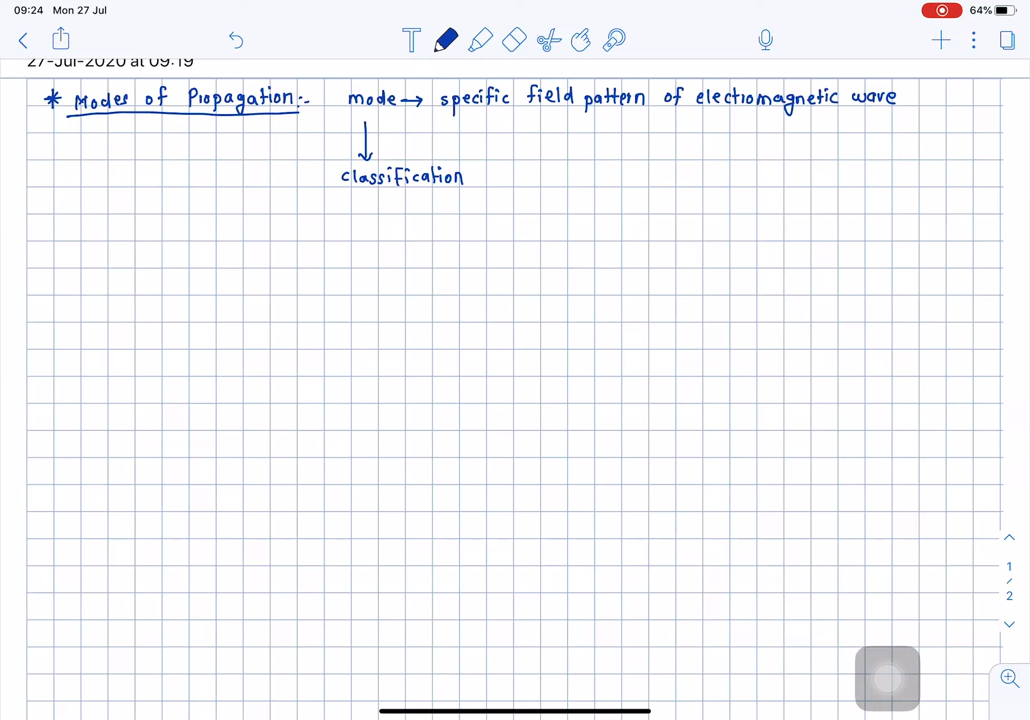 09:24 Mon 27 Jul 64%
27-Jul-2020 at 09:19
* Modes of Propagation :- mode → specific field pattern of electromagnetic wave
↓
classification
1
/
2